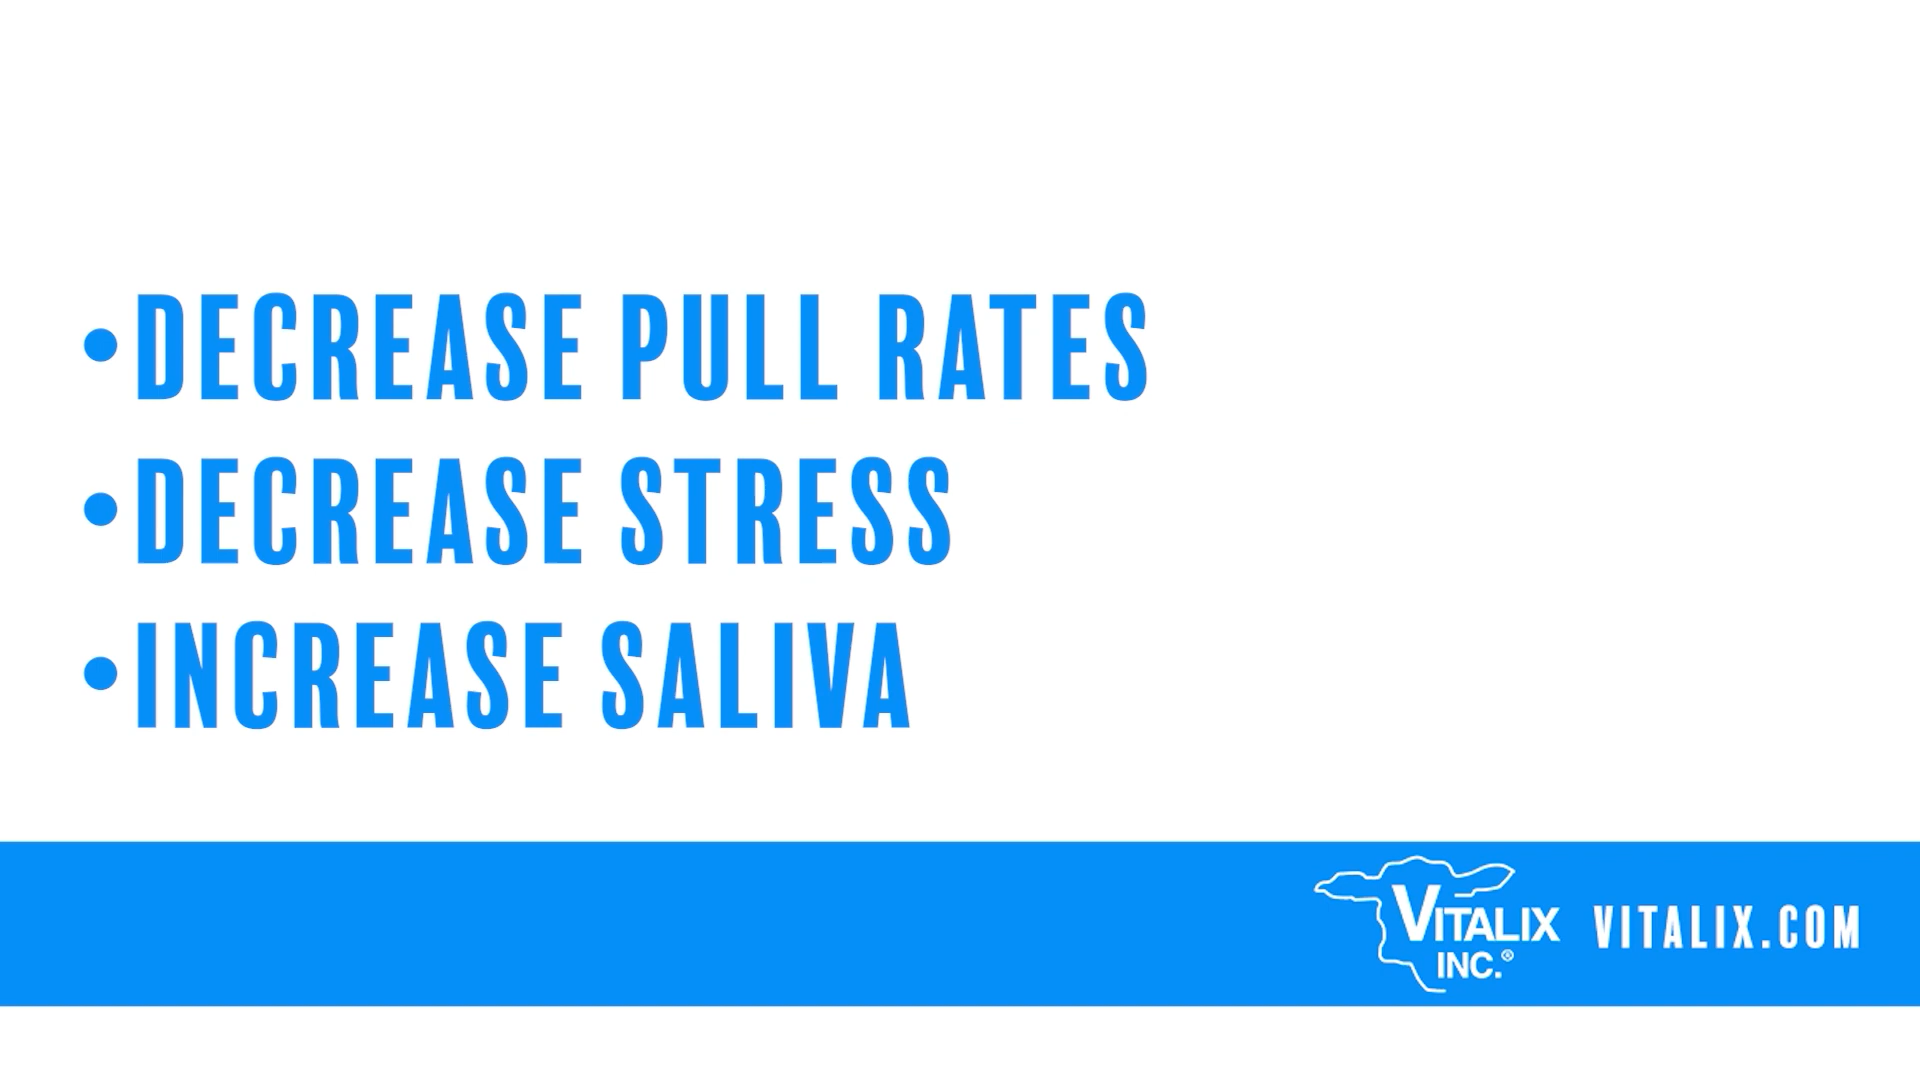 • DECREASE PULL RATES
• DECREASE STRESS
• INCREASE SALIVA
VITALIX INC.® VITALIX.COM